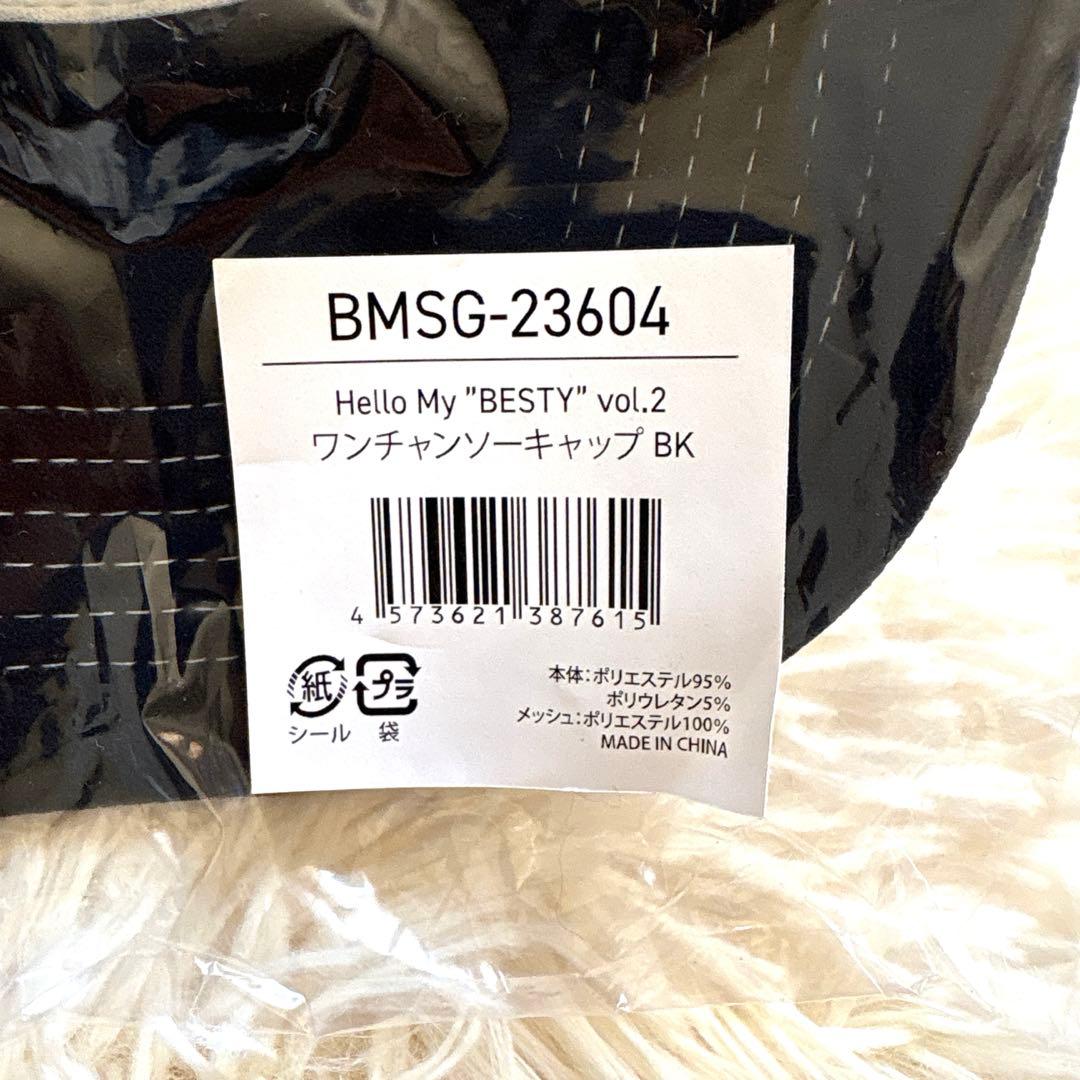 BMSG-23604
Hello My "BESTY" vol.2
ワンチャンソーキャップ BK
4 573621 387615
紙 プラ
シール 袋
本体:ポリエステル95%
ポリウレタン5%
メッシュ:ポリエステル100%
MADE IN CHINA